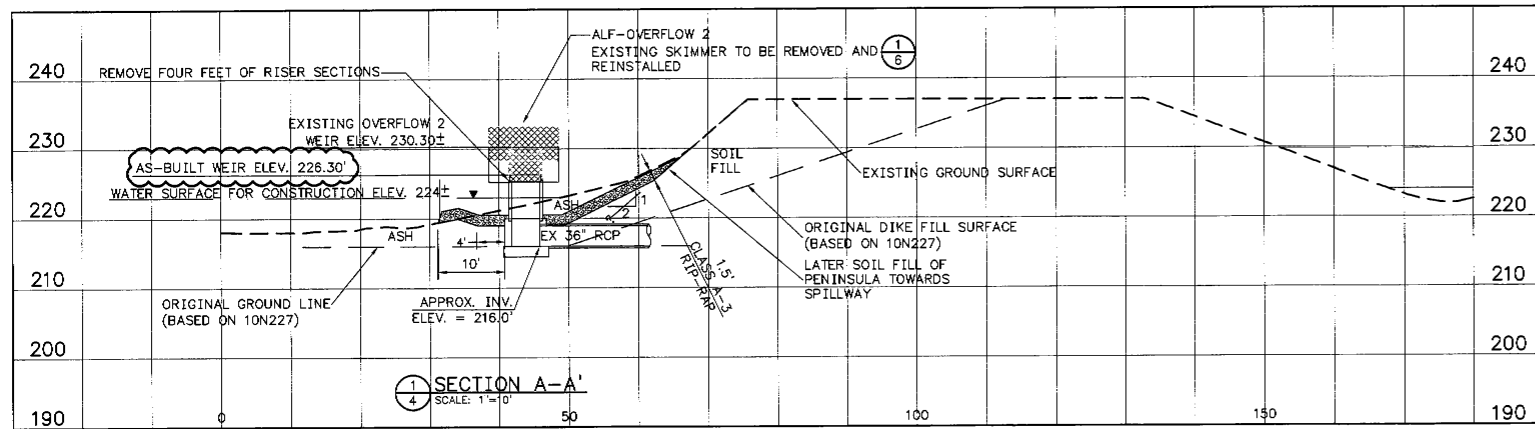 ALF-OVERFLOW 2
EXISTING SKIMMER TO BE REMOVED AND
REINSTALLED
1
6
240
REMOVE FOUR FEET OF RISER SECTIONS
240
EXISTING OVERFLOW 2
WEIR ELEV. 230.30±
230
SOIL
FILL
230
AS-BUILT WEIR ELEV. 226.30'
EXISTING GROUND SURFACE
WATER SURFACE FOR CONSTRUCTION ELEV. 224±
220
ASH
1
2
220
ASH
4'
EX 36" RCP
10'
1.5'
CLASS A-3
RIP-RAP
ORIGINAL DIKE FILL SURFACE
(BASED ON 10N227)
LATER SOIL FILL OF
PENINSULA TOWARDS
SPILLWAY
210
ORIGINAL GROUND LINE
(BASED ON 10N227)
APPROX. INV.
ELEV. = 216.0'
210
200
200
1
4
SECTION A-A'
SCALE: 1"=10'
190
0
50
100
150
190